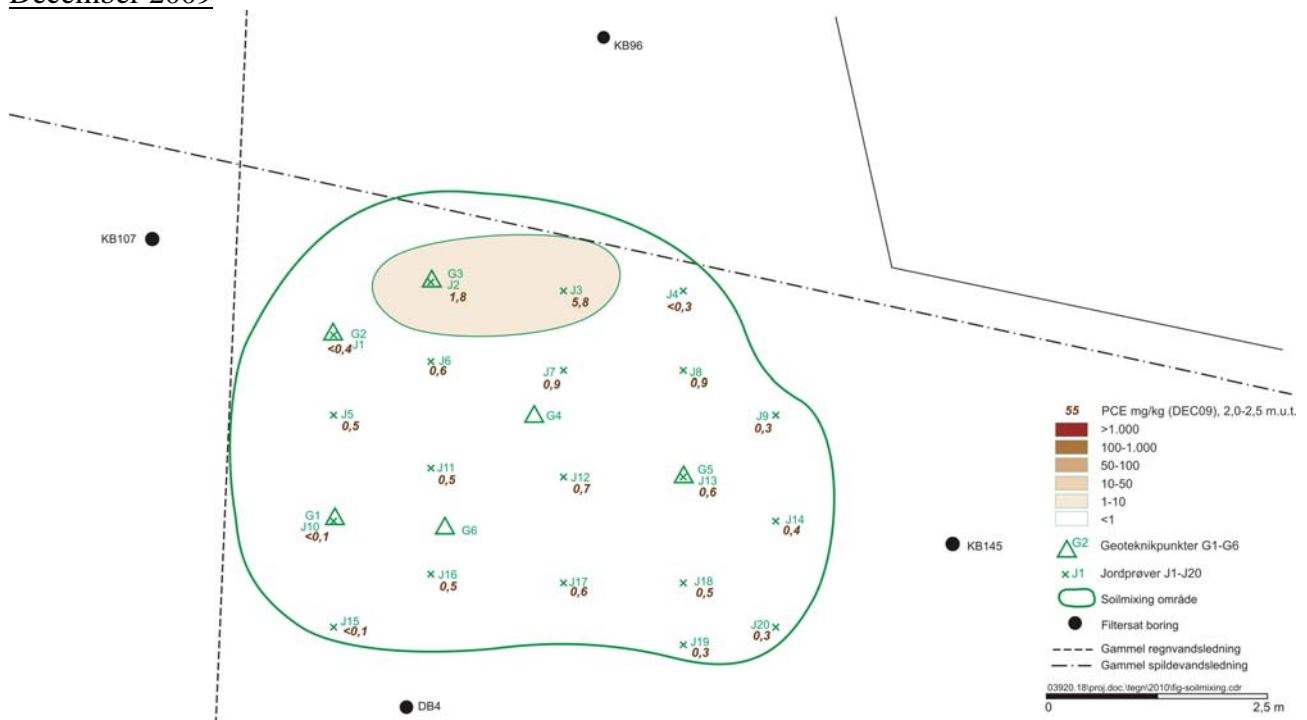 December 2009
KB96
KB107
G3
J2
1,8
J3
5,8
J4
<0,3
G2
<0,4 J1
J6
0,6
J7
0,9
J8
0,9
J5
0,5
G4
J9
0,3
J11
0,5
J12
0,7
G5
J13
0,6
G1
J10
<0,1
G6
J14
0,4
KB145
J16
0,5
J17
0,6
J18
0,5
J15
<0,1
J19
0,3
J20
0,3
DB4
55 PCE mg/kg (DEC09), 2,0-2,5 m.u.t.
>1.000
100-1.000
50-100
10-50
1-10
<1
G2 Geoteknikpunkter G1-G6
J1 Jordprøver J1-J20
Soilmixing område
Filtersat boring
Gammel regnvandsledning
Gammel spildevandsledning
03920.18\proj.doc.\tegn\2010\fig-soilmixing.cdr
0 2,5 m